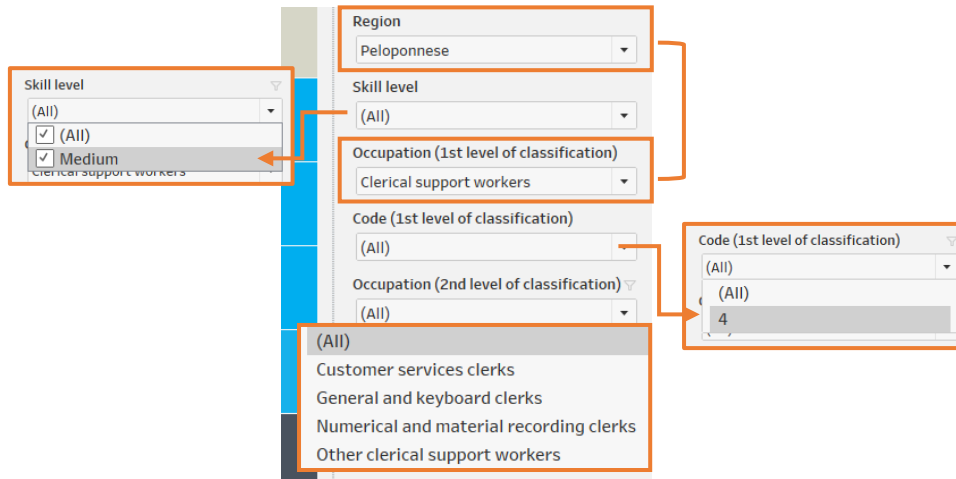 Region
Peloponnese
Skill level
(All)
Occupation (1st level of classification)
Clerical support workers
Code (1st level of classification)
(All)
Occupation (2nd level of classification)
(All)
(All)
Customer services clerks
General and keyboard clerks
Numerical and material recording clerks
Other clerical support workers
Skill level
(All)
(All)
Medium
Clerical support workers
Code (1st level of classification)
(All)
(All)
4